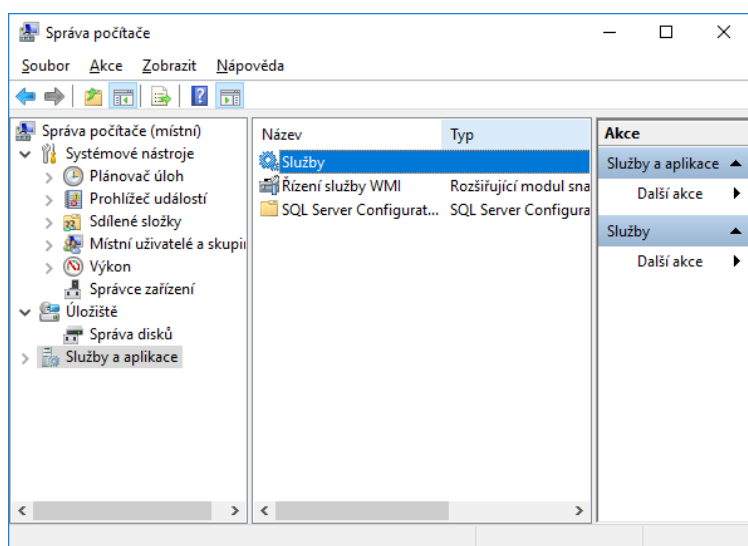 Správa počítače
Soubor Akce Zobrazit Nápověda
Správa počítače (místní)
Systémové nástroje
Plánovač úloh
Prohlížeč událostí
Sdílené složky
Místní uživatelé a skupin
Výkon
Správce zařízení
Úložiště
Správa disků
Služby a aplikace
Název Typ
Služby
Řízení služby WMI Rozšiřující modul sna
SQL Server Configurat... SQL Server Configura
Akce
Služby a aplikace
Další akce
Služby
Další akce